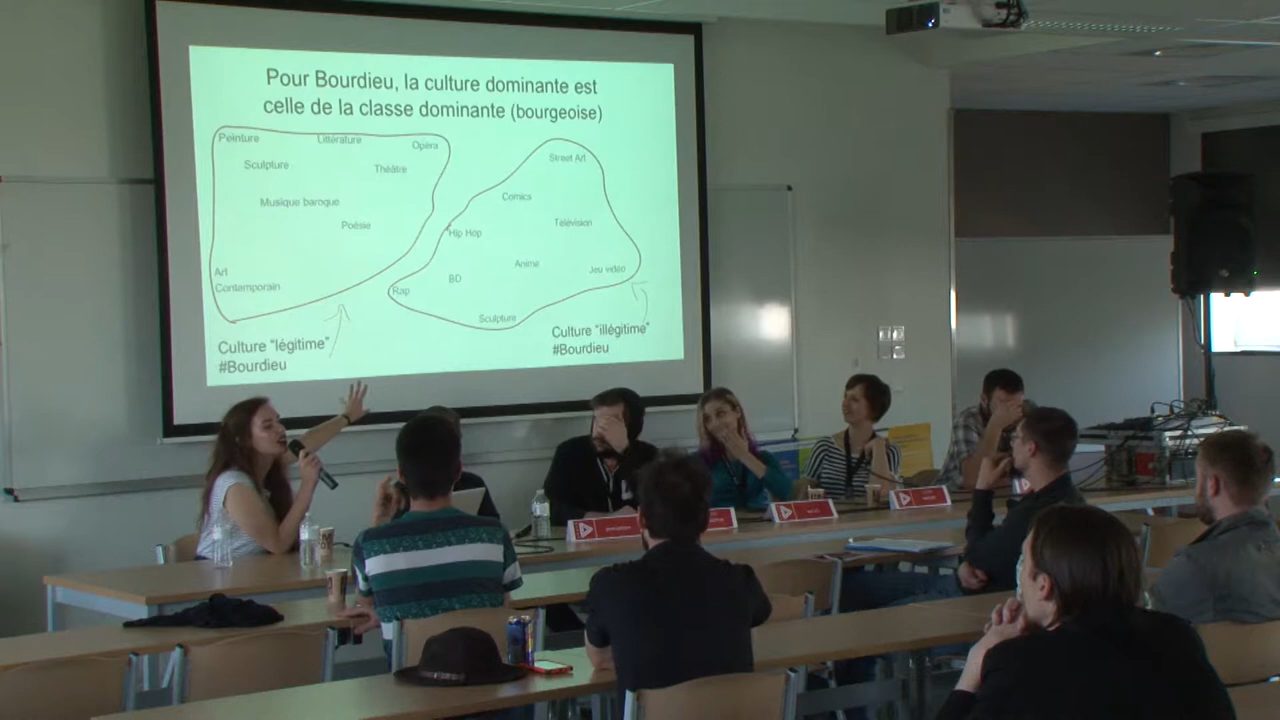 Pour Bourdieu, la culture dominante est
celle de la classe dominante (bourgeoise)
Peinture
Littérature
Opéra
Sculpture
Théâtre
Musique baroque
Poésie
Art
Contemporain
Culture "légitime"
#Bourdieu
Street Art
Comics
Télévision
Hip Hop
Anime
Jeu vidéo
BD
Rap
Sculpture
Culture "illégitime"
#Bourdieu